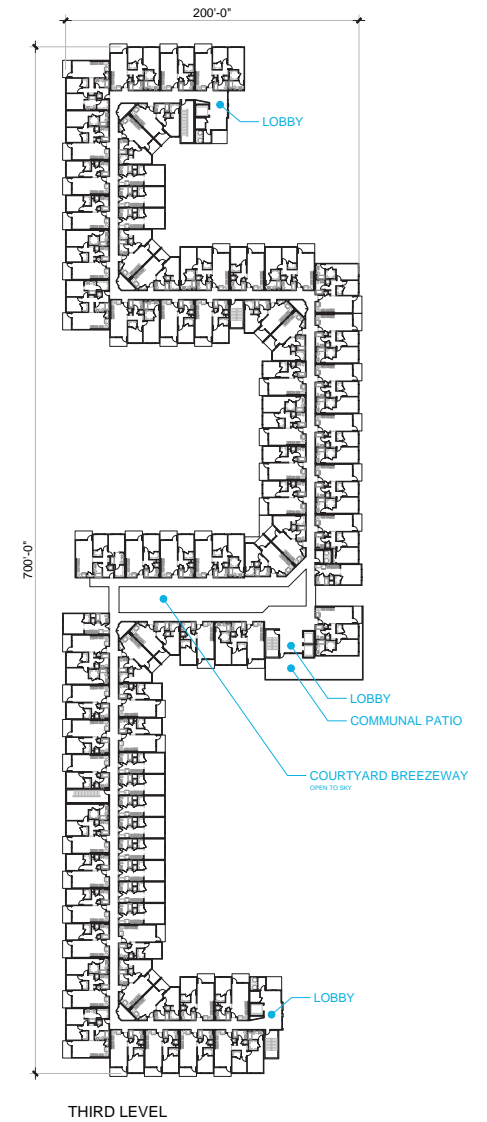 200'-0"
LOBBY
700'-0"
LOBBY
COMMUNAL PATIO
COURTYARD BREEZEWAY
OPEN TO SKY
LOBBY
THIRD LEVEL